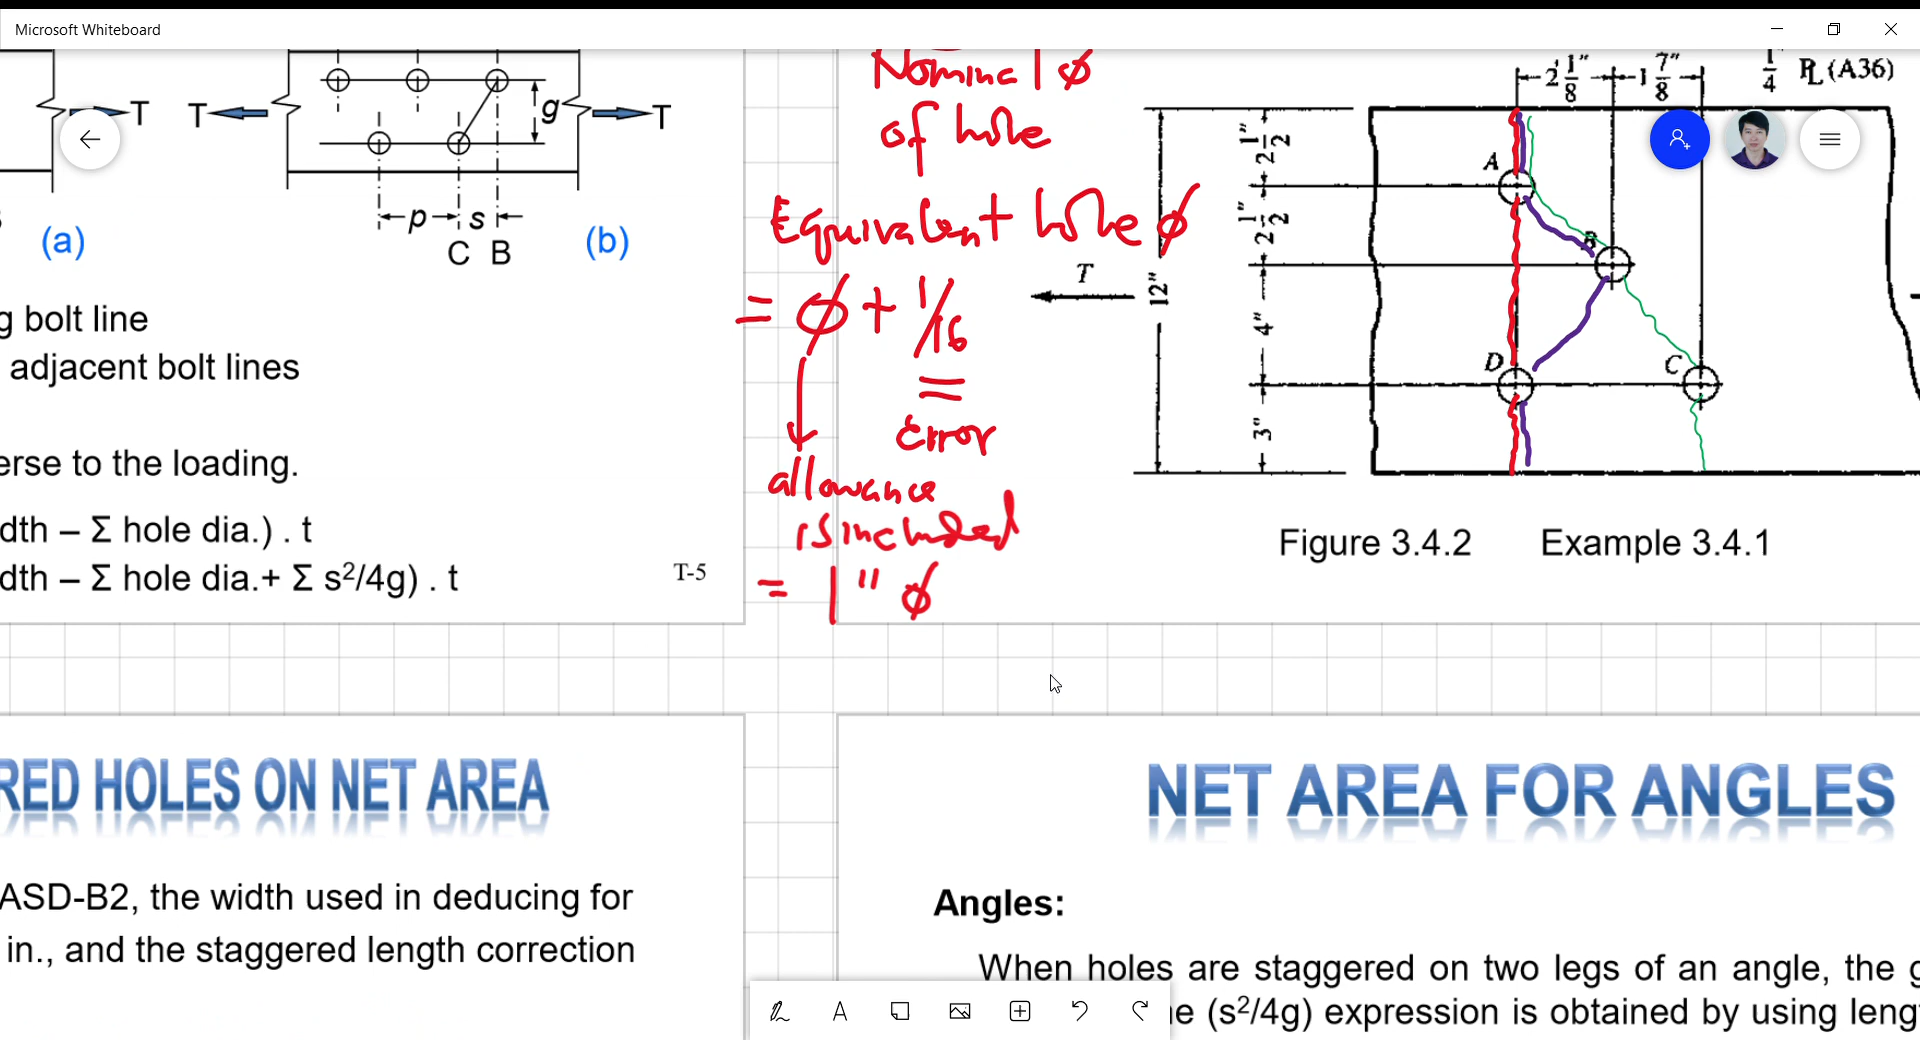 Microsoft Whiteboard
T
(a)
T
g
T
p
s
C B
(b)
g bolt line
adjacent bolt lines
erse to the loading.
dth – Σ hole dia.) . t
dth – Σ hole dia.+ Σ s²/4g) . t
T-5
Nominal ø
of hole
Equivalent hole ø
= ø + 1/16
error
allowance
is included
= 1" ø
2 1/8"
1 7/8"
1/4 PL (A36)
2 1/2"
2 1/2"
4"
3"
12"
T
A
B
D
C
Figure 3.4.2 Example 3.4.1
RED HOLES ON NET AREA
ASD-B2, the width used in deducing for
in., and the staggered length correction
NET AREA FOR ANGLES
Angles:
When holes are staggered on two legs of an angle, the g
e (s²/4g) expression is obtained by using leng